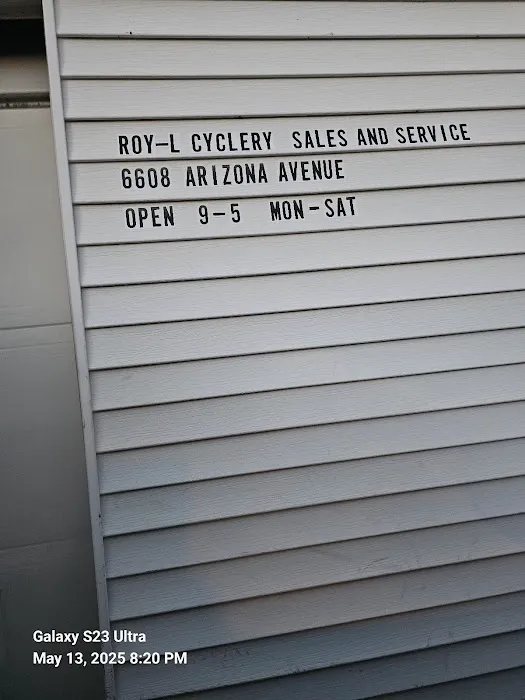 ROY-L CYCLERY SALES AND SERVICE
6608 ARIZONA AVENUE
OPEN 9-5 MON-SAT
Galaxy S23 Ultra
May 13, 2025 8:20 PM